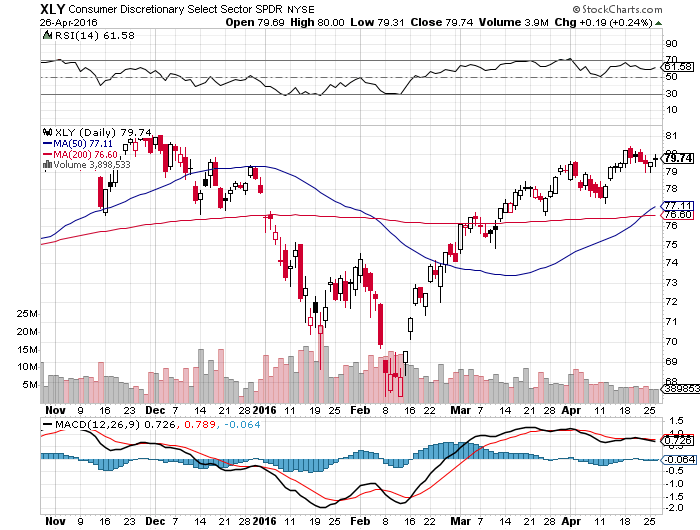 XLY Consumer Discretionary Select Sector SPDR NYSE © StockCharts.com
26-Apr-2016 Open 79.69 High 80.00 Low 79.31 Close 79.74 Volume 3.9M Chg +0.19 (+0.24%)
RSI(14) 61.58
90
70
61.58
50
30
10
XLY (Daily) 79.74
MA(50) 77.11
MA(200) 76.60
Volume 3,898,533
80
79.74
79
78
77.11
76.60
76
75
74
73
72
71
70
69
68
25M
20M
15M
10M
5M
Nov 9 16 23 Dec 7 14 21 28 2016 11 19 25 Feb 8 16 22 Mar 7 14 21 28 Apr 11 18 25
MACD(12,26,9) 0.726, 0.789, -0.064
1.5
1.0
0.726
-0.064
-0.5
-1.0
-1.5
-2.0
Nov 9 16 23 Dec 7 14 21 28 2016 11 19 25 Feb 8 16 22 Mar 7 14 21 28 Apr 11 18 25